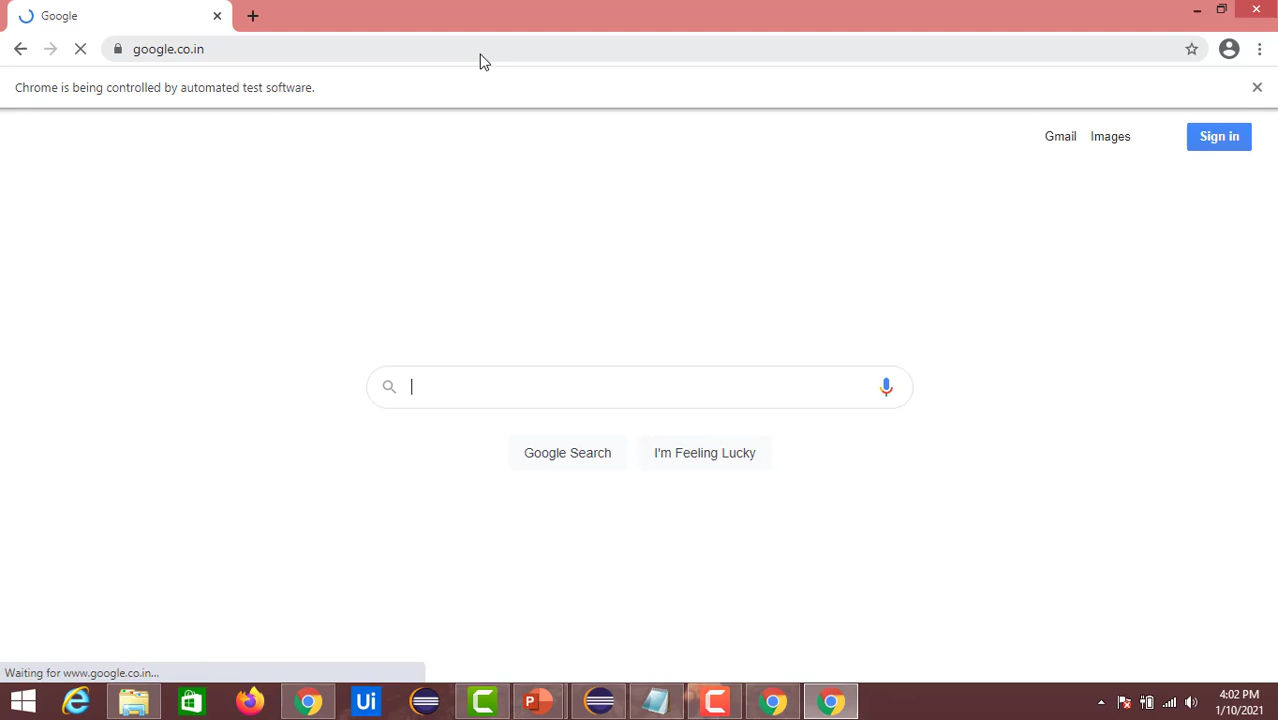 Google
google.co.in
Chrome is being controlled by automated test software.
Gmail Images Sign in
Google Search I'm Feeling Lucky
Waiting for www.google.co.in...
Ui
4:02 PM
1/10/2021